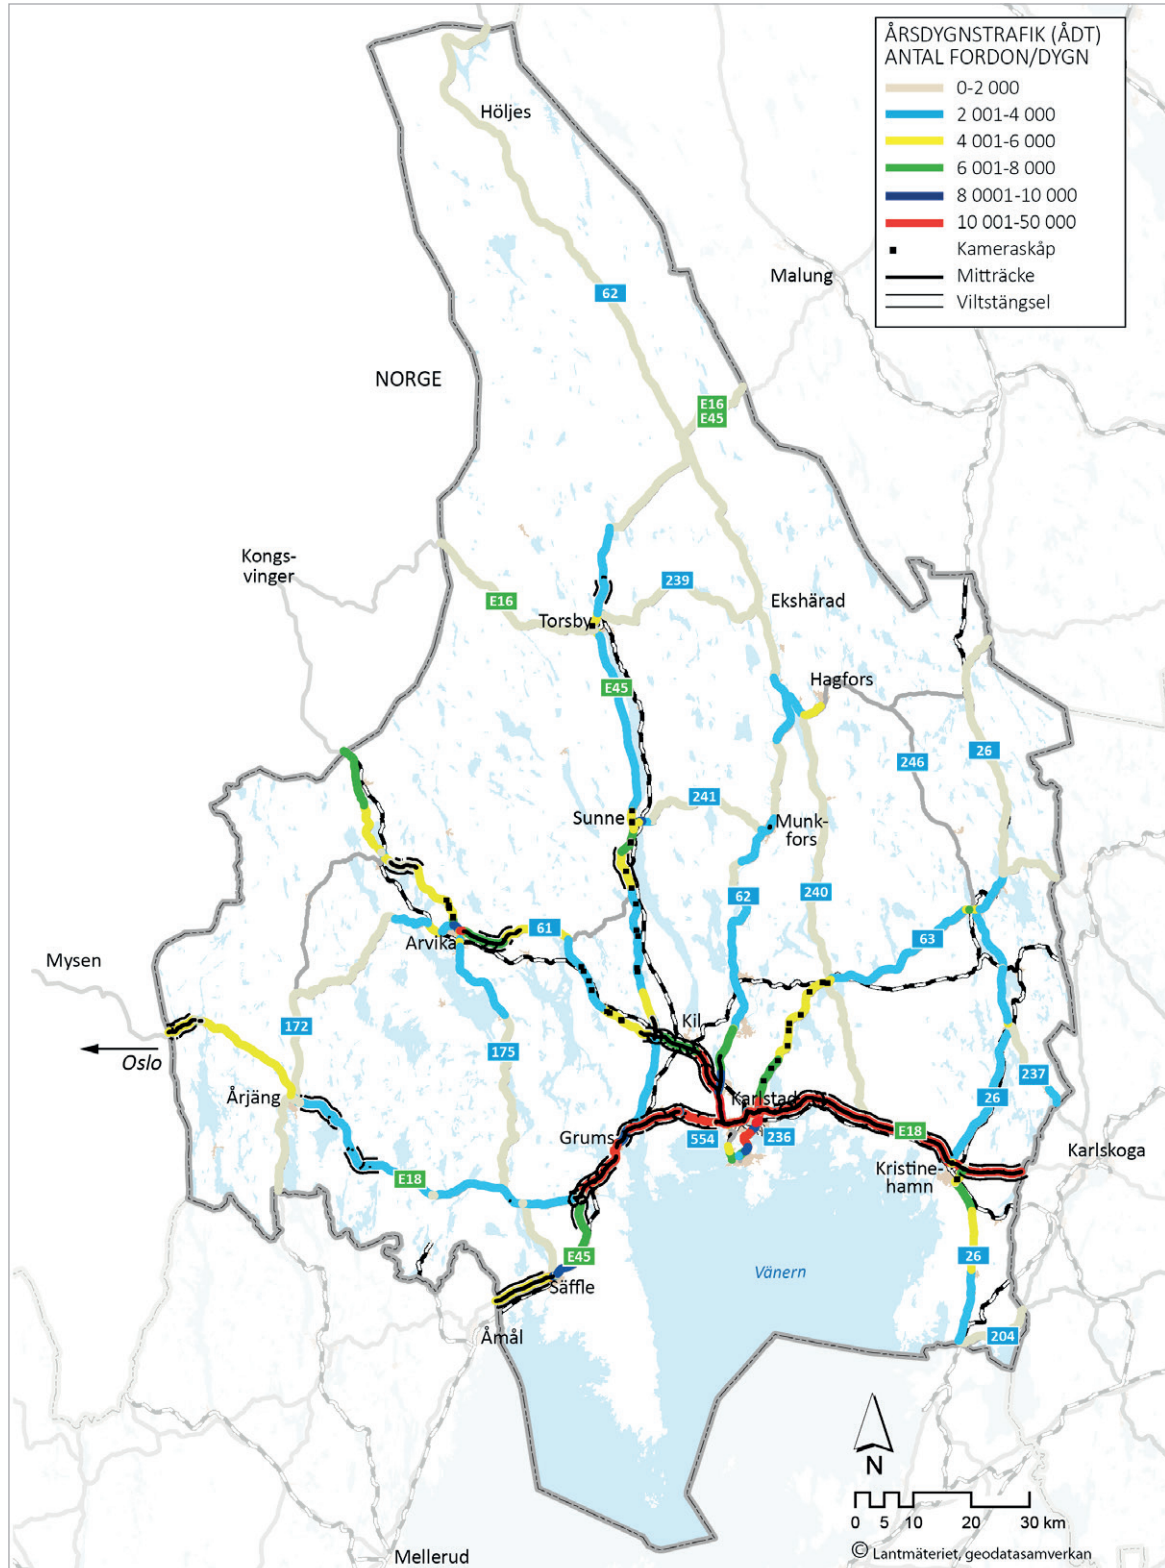 ÅRSDYGNSTRAFIK (ÅDT)
ANTAL FORDON/DYGN
0-2 000
2 001-4 000
4 001-6 000
6 001-8 000
8 0001-10 000
10 001-50 000
Kameraskåp
Mitträcke
Viltstängsel
Höljes
Malung
62
NORGE
E16
E45
Kongs-
vinger
239
E16
Ekshärad
Torsby
Hagfors
E45
26
246
241
Sunne
Munk-
fors
62
240
61
63
Arvika
Mysen
Kil
172
175
Oslo
237
Årjäng
Karlstad
26
E18
Grums
554
236
Karlskoga
Kristine-
hamn
E18
E45
26
Vänern
Säffle
Åmål
204
N
0 5 10 20 30 km
© Lantmäteriet, geodatasamverkan
Mellerud